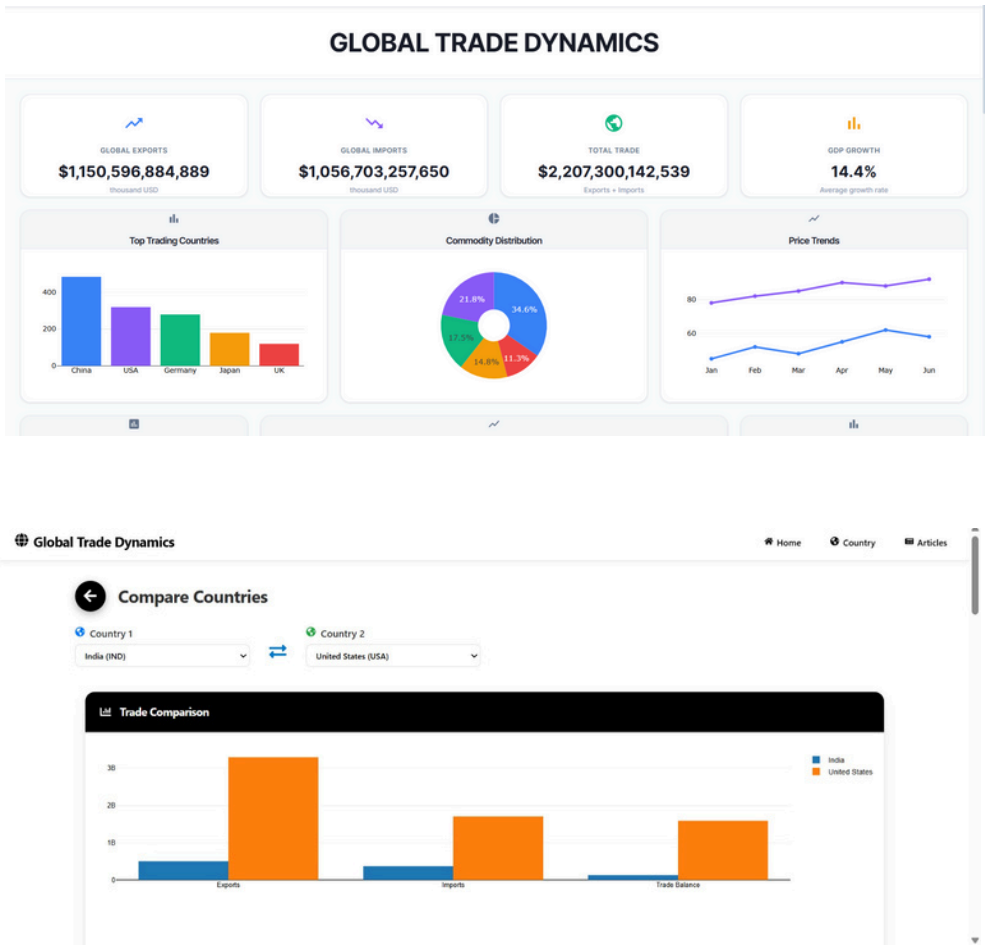 GLOBAL TRADE DYNAMICS
GLOBAL EXPORTS
$1,150,596,884,889
thousand USD
GLOBAL IMPORTS
$1,056,703,257,650
thousand USD
TOTAL TRADE
$2,207,300,142,539
Exports + Imports
GDP GROWTH
14.4%
Average growth rate
Top Trading Countries
400
200
0
China USA Germany Japan UK
Commodity Distribution
21.8%
34.6%
17.5%
14.8%
11.3%
Price Trends
80
60
Jan Feb Mar Apr May Jun
Global Trade Dynamics
Home Country Articles
Compare Countries
Country 1 Country 2
India (IND) United States (USA)
Trade Comparison
3B
2B
1B
0
Exports Imports Trade Balance
India
United States